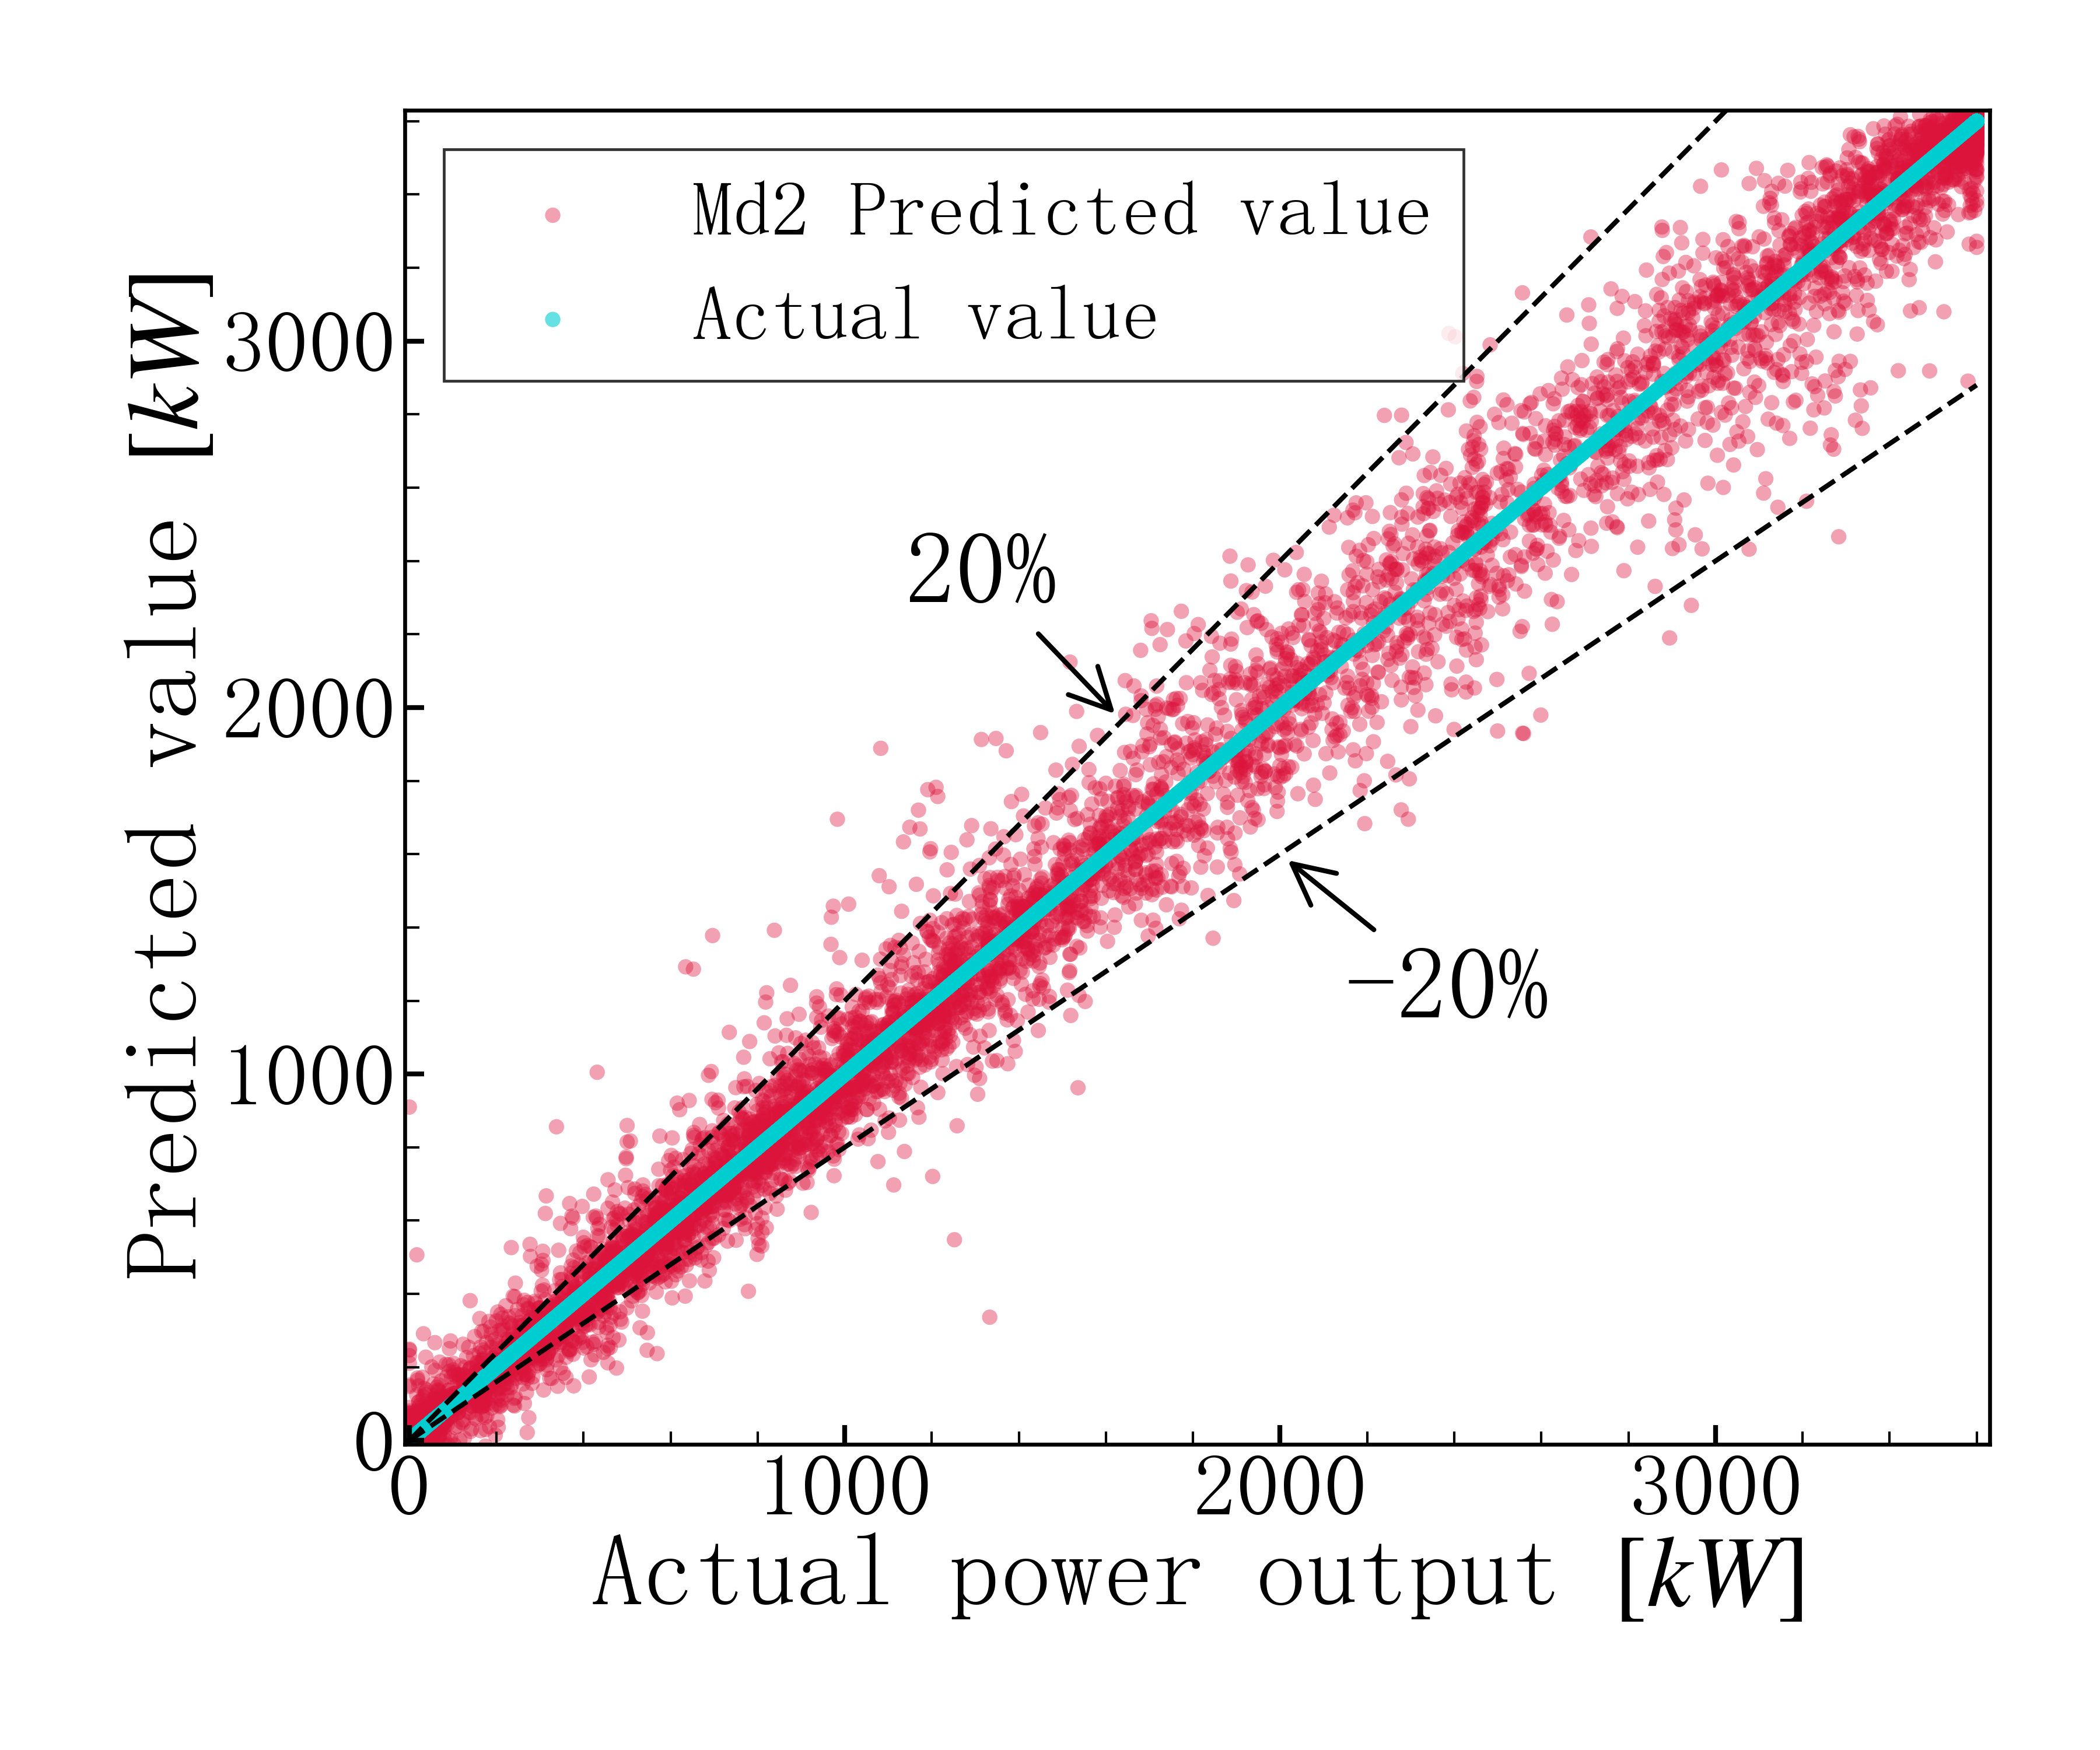 Md2 Predicted value
Actual value
20%
-20%
Predicted value [kW]
3000
2000
1000
0
0 1000 2000 3000
Actual power output [kW]